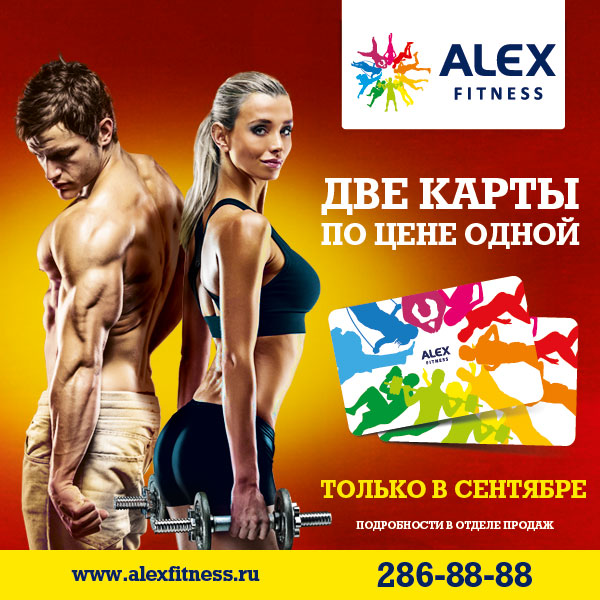 ALEX
FITNESS
ДВЕ КАРТЫ
ПО ЦЕНЕ ОДНОЙ
ALEX
FITNESS
ТОЛЬКО В СЕНТЯБРЕ
ПОДРОБНОСТИ В ОТДЕЛЕ ПРОДАЖ
www.alexfitness.ru
286-88-88